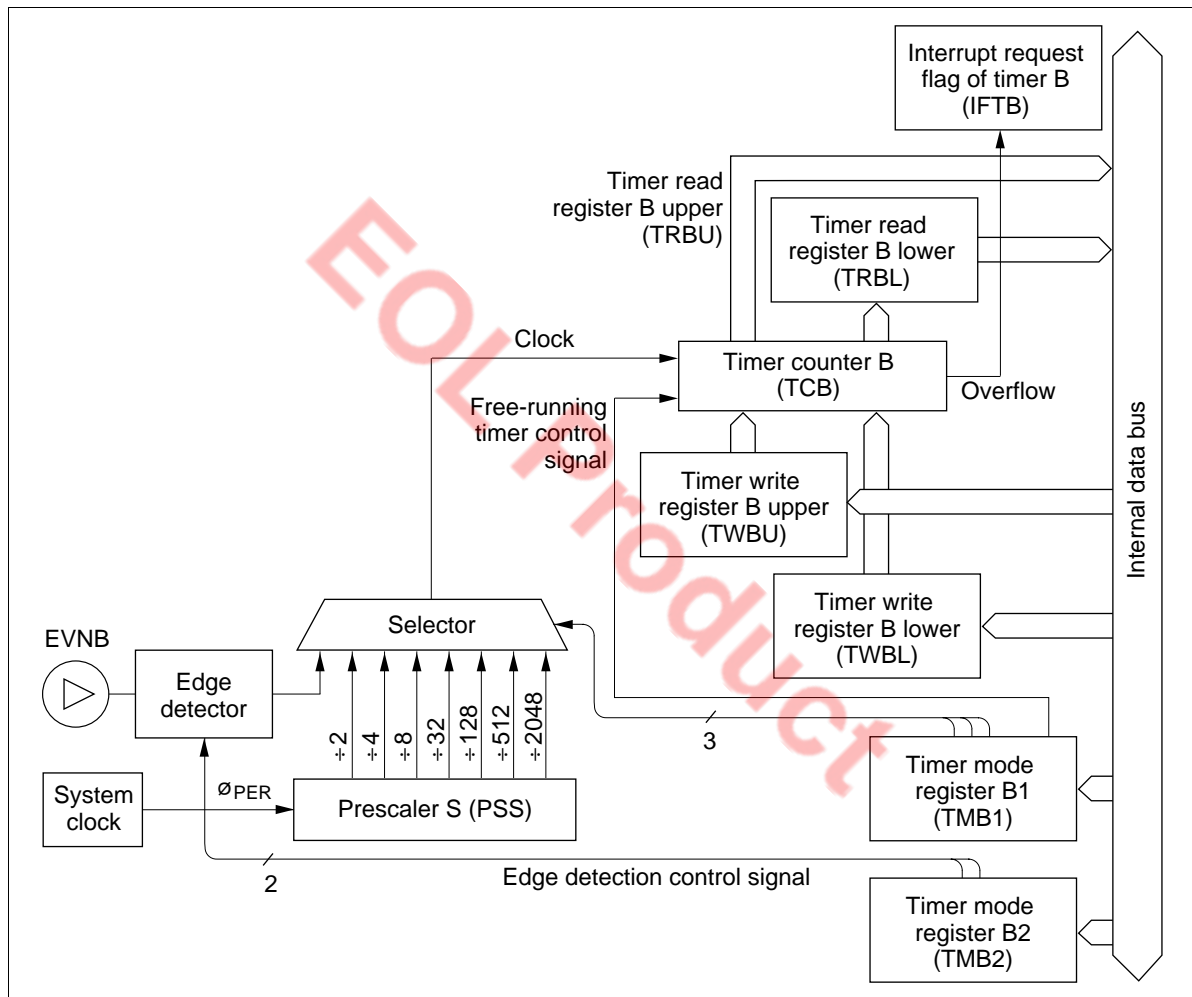 Interrupt request
flag of timer B
(IFTB)
Timer read
register B upper
(TRBU)
Timer read
register B lower
(TRBL)
Clock
Timer counter B
(TCB)
Overflow
Free-running
timer control
signal
Timer write
register B upper
(TWBU)
Internal data bus
Timer write
register B lower
(TWBL)
Selector
EVNB
Edge
detector
÷2
÷4
÷8
÷32
÷128
÷512
÷2048
3
Timer mode
register B1
(TMB1)
System
clock
øPER
Prescaler S (PSS)
2
Edge detection control signal
Timer mode
register B2
(TMB2)
EOL Product